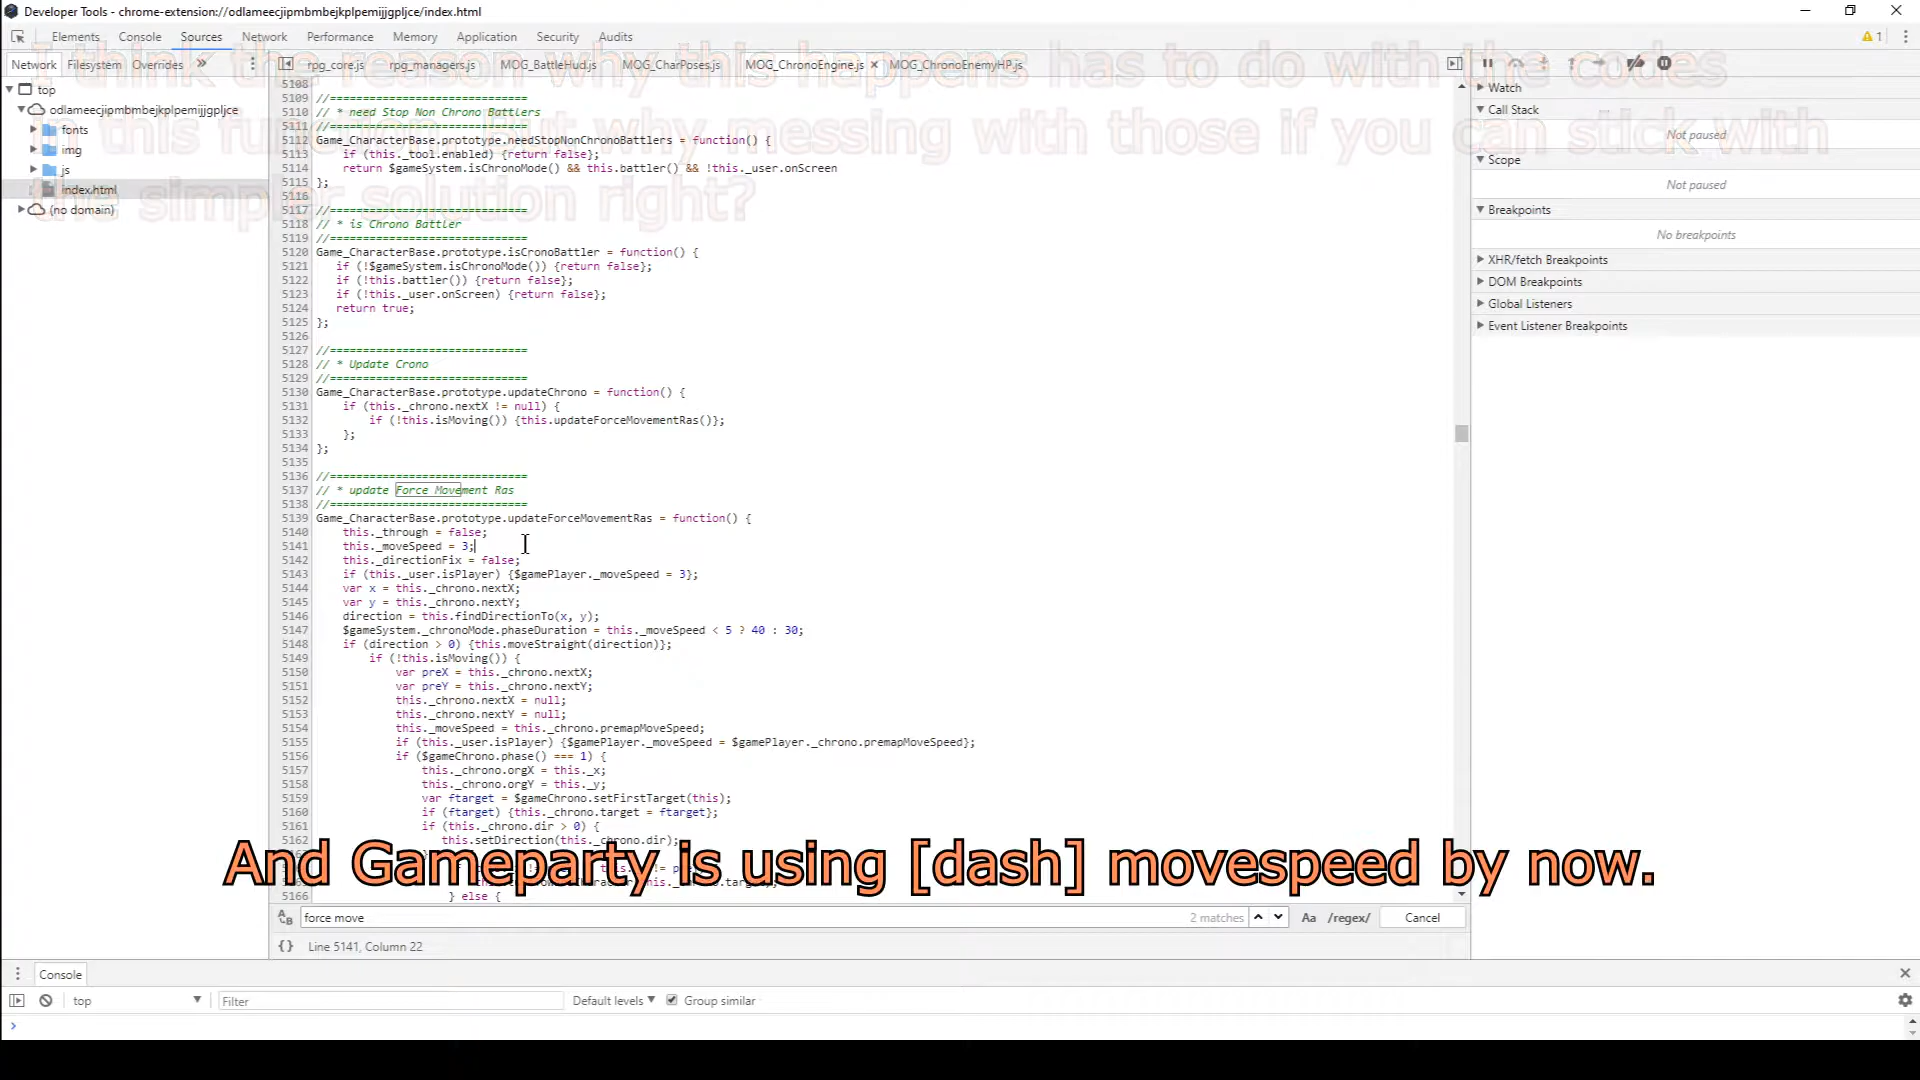 Developer Tools - chrome-extension://odlameecjipmbmbejkplpemijjgpljce/index.html
Elements Console Sources Network Performance Memory Application Security Audits 1
Network Filesystem Overrides » rpg_core.js rpg_managers.js MOG_BattleHud.js MOG_CharPoses.js MOG_ChronoEngine.js × MOG_ChronoEnemyHP.js
I think the reason why this happens has to do with the codes
in this function but why messing with those if you can stick with
the simpler solution right?
top
odlameecjipmbmbejkplpemijjgpljce
fonts
img
js
index.html
(no domain)
5108
5109 //==============================
5110 // * need Stop Non Chrono Battlers
5111 //==============================
5112 Game_CharacterBase.prototype.needStopNonChronoBattlers = function() {
5113 if (this._tool.enabled) {return false};
5114 return $gameSystem.isChronoMode() && this.battler() && !this._user.onScreen
5115 };
5116
5117 //==============================
5118 // * is Chrono Battler
5119 //==============================
5120 Game_CharacterBase.prototype.isCronoBattler = function() {
5121 if (!$gameSystem.isChronoMode()) {return false};
5122 if (!this.battler()) {return false};
5123 if (!this._user.onScreen) {return false};
5124 return true;
5125 };
5126
5127 //==============================
5128 // * Update Crono
5129 //==============================
5130 Game_CharacterBase.prototype.updateChrono = function() {
5131 if (this._chrono.nextX != null) {
5132 if (!this.isMoving()) {this.updateForceMovementRas()};
5133 };
5134 };
5135
5136 //==============================
5137 // * update Force Movement Ras
5138 //==============================
5139 Game_CharacterBase.prototype.updateForceMovementRas = function() {
5140 this._through = false;
5141 this._moveSpeed = 3;
5142 this._directionFix = false;
5143 if (this._user.isPlayer) {$gamePlayer._moveSpeed = 3};
5144 var x = this._chrono.nextX;
5145 var y = this._chrono.nextY;
5146 direction = this.findDirectionTo(x, y);
5147 $gameSystem._chronoMode.phaseDuration = this._moveSpeed < 5 ? 40 : 30;
5148 if (direction > 0) {this.moveStraight(direction)};
5149 if (!this.isMoving()) {
5150 var preX = this._chrono.nextX;
5151 var preY = this._chrono.nextY;
5152 this._chrono.nextX = null;
5153 this._chrono.nextY = null;
5154 this._moveSpeed = this._chrono.premapMoveSpeed;
5155 if (this._user.isPlayer) {$gamePlayer._moveSpeed = $gamePlayer._chrono.premapMoveSpeed};
5156 if ($gameChrono.phase() === 1) {
5157 this._chrono.orgX = this._x;
5158 this._chrono.orgY = this._y;
5159 var ftarget = $gameChrono.setFirstTarget(this);
5160 if (ftarget) {this._chrono.target = ftarget};
5161 if (this._chrono.dir > 0) {
5162 this.setDirection(this._chrono.dir);
5166 } else {
And Gameparty is using [dash] movespeed by now.
force move 2 matches Aa /regex/ Cancel
{} Line 5141, Column 22
Watch
Call Stack
Not paused
Scope
Not paused
Breakpoints
No breakpoints
XHR/fetch Breakpoints
DOM Breakpoints
Global Listeners
Event Listener Breakpoints
Console
top Filter Default levels Group similar